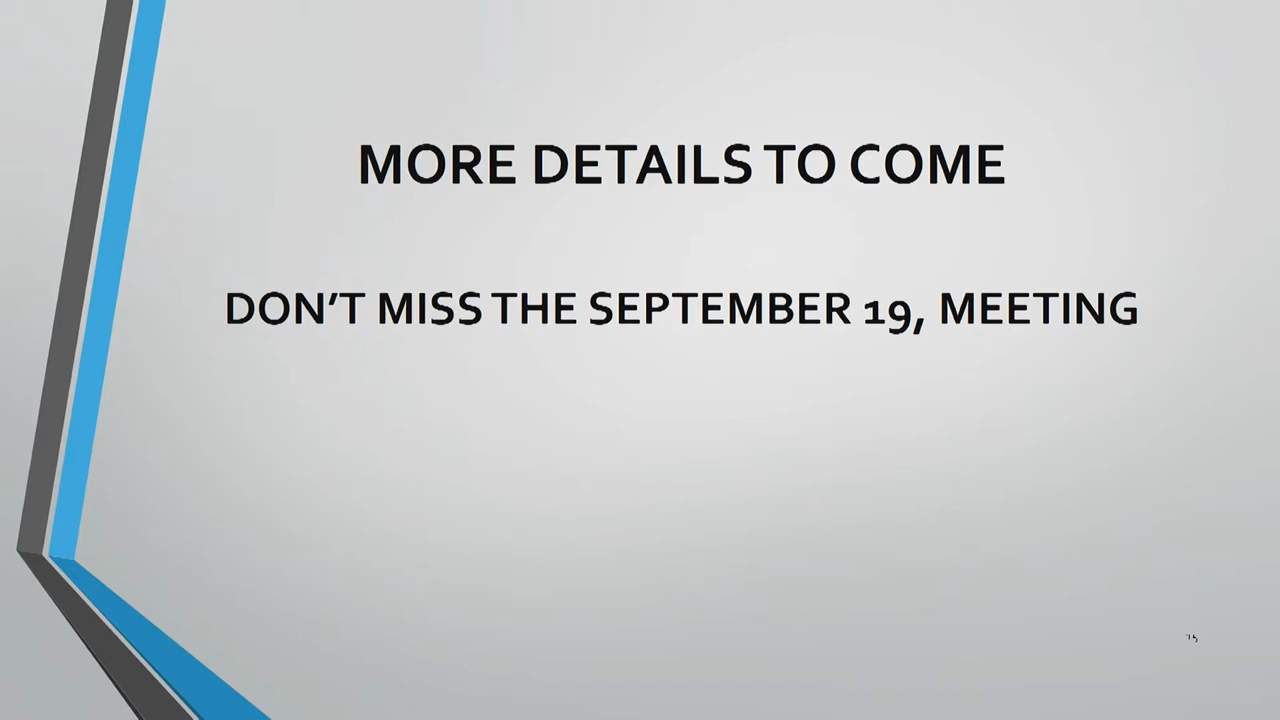 MORE DETAILS TO COME
DON’T MISS THE SEPTEMBER 19, MEETING